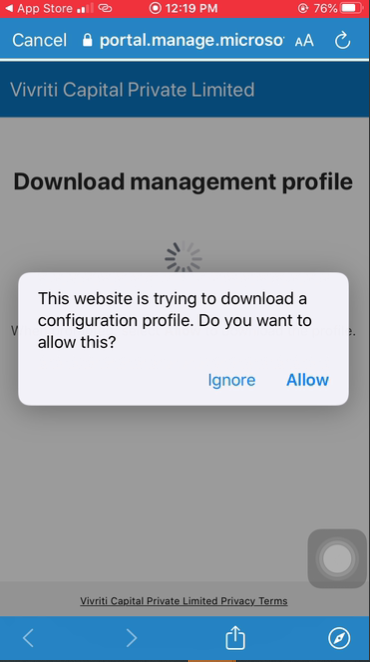 App Store 12:19 PM 76%
Cancel portal.manage.microso AA
Vivriti Capital Private Limited
Download management profile
This website is trying to download a
configuration profile. Do you want to
allow this?
Ignore Allow
Vivriti Capital Private Limited Privacy Terms